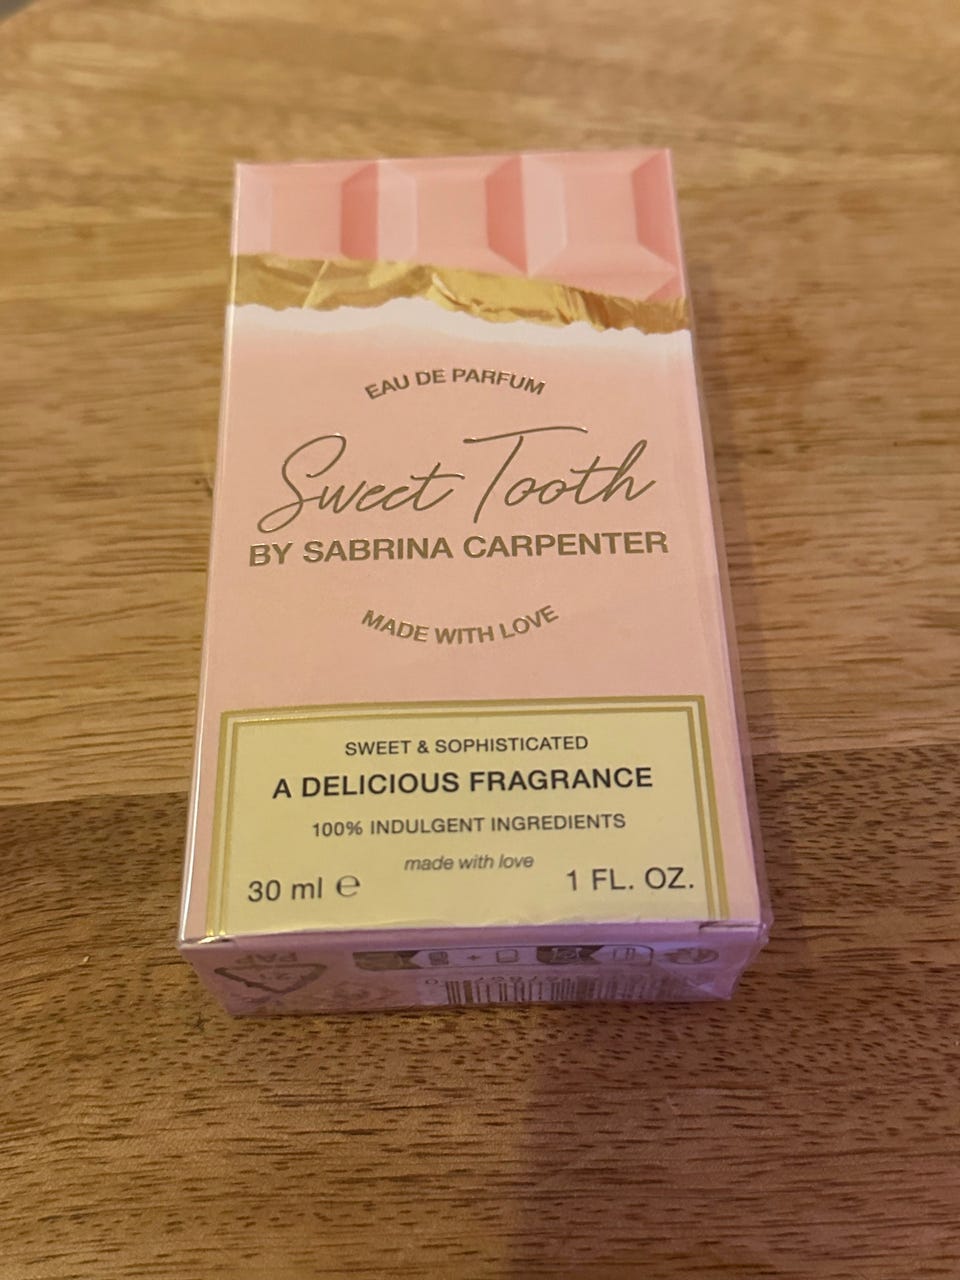 EAU DE PARFUM
Sweet Tooth
BY SABRINA CARPENTER
MADE WITH LOVE
SWEET & SOPHISTICATED
A DELICIOUS FRAGRANCE
100% INDULGENT INGREDIENTS
made with love
30 ml ℮ 1 FL. OZ.
PAP